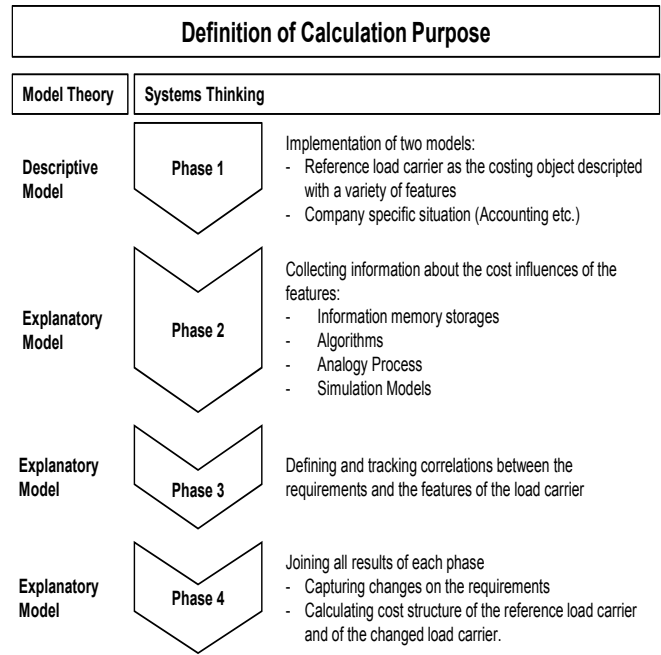 Definition of Calculation Purpose
Model Theory
Systems Thinking
Descriptive
Model
Phase 1
Implementation of two models:
- Reference load carrier as the costing object descripted
with a variety of features
- Company specific situation (Accounting etc.)
Explanatory
Model
Phase 2
Collecting information about the cost influences of the
features:
- Information memory storages
- Algorithms
- Analogy Process
- Simulation Models
Explanatory
Model
Phase 3
Defining and tracking correlations between the
requirements and the features of the load carrier
Explanatory
Model
Phase 4
Joining all results of each phase
- Capturing changes on the requirements
- Calculating cost structure of the reference load carrier
and of the changed load carrier.